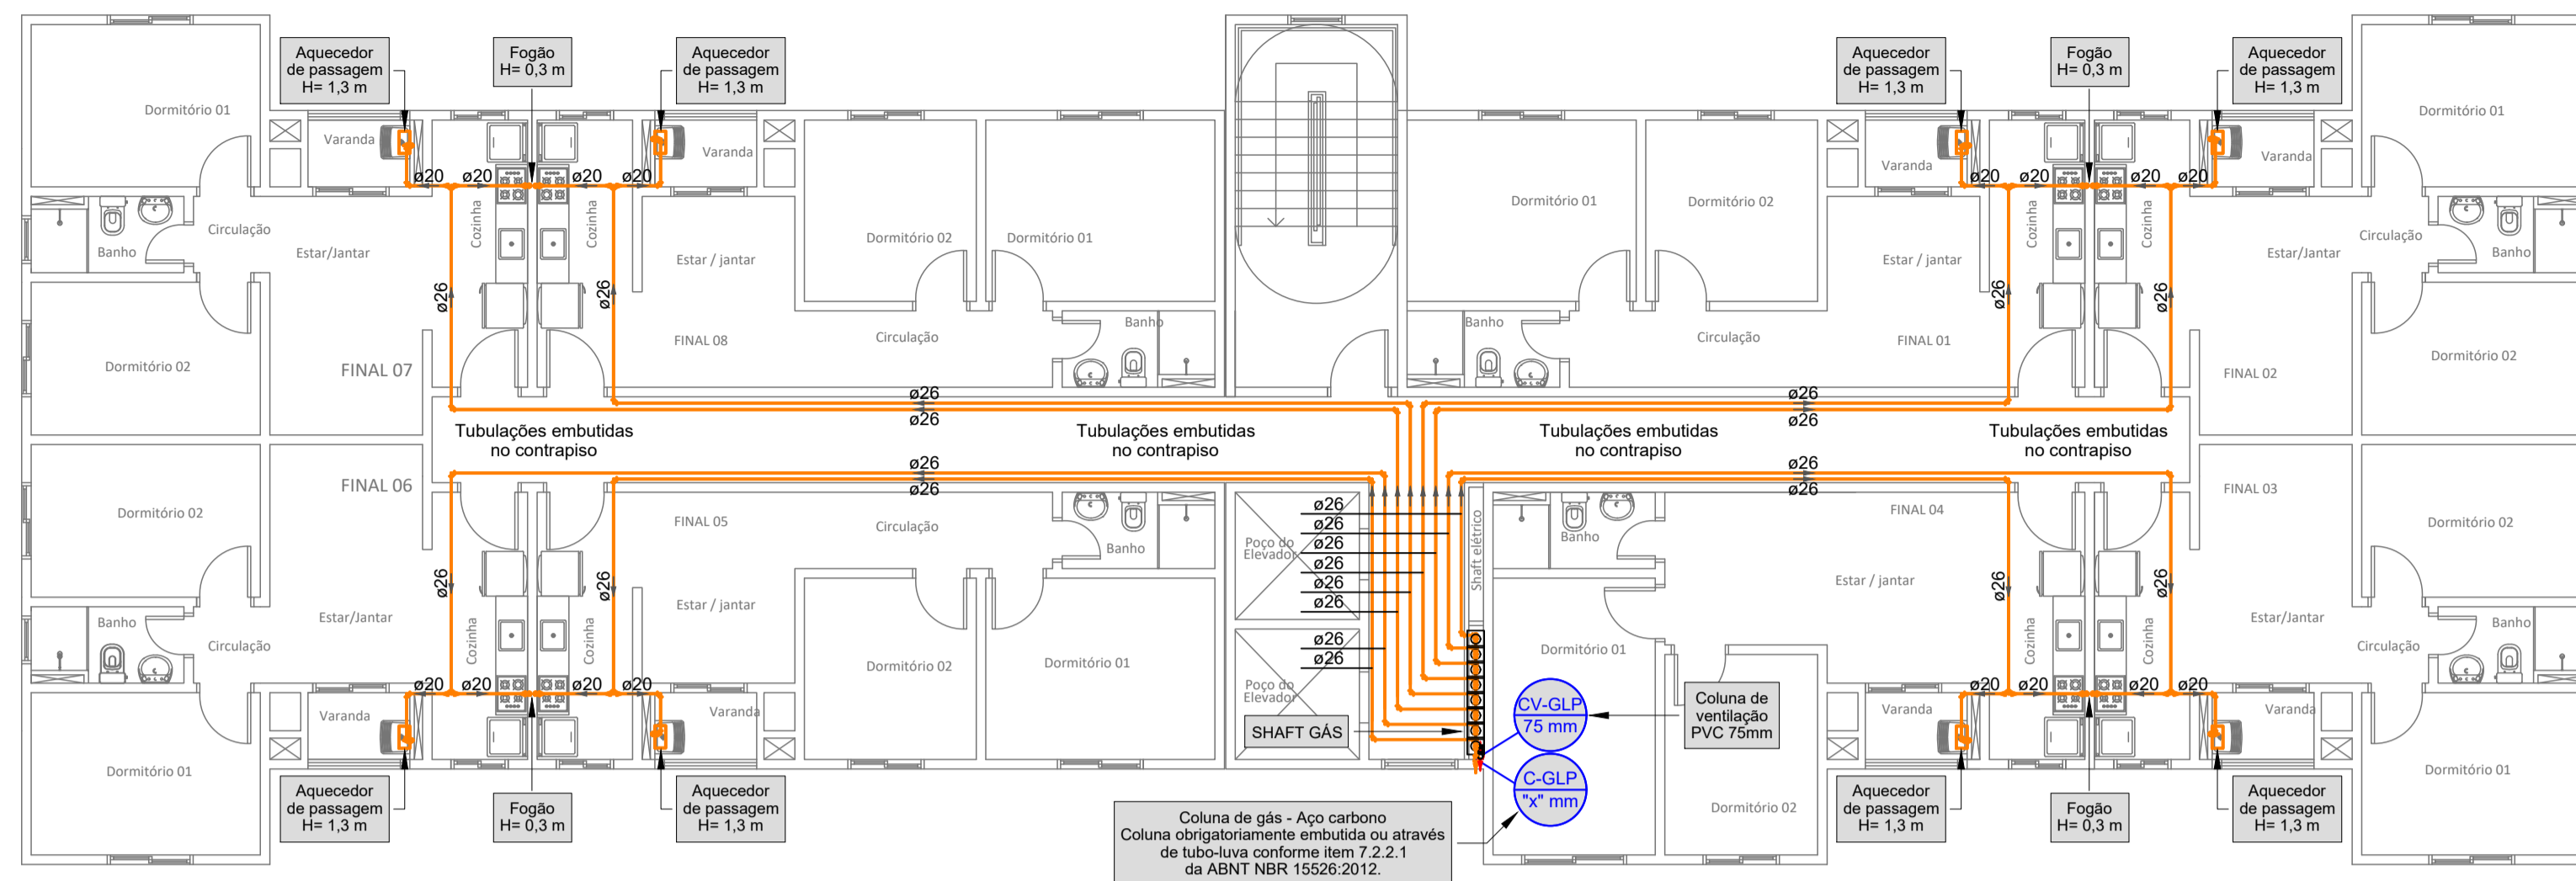 Aquecedor
de passagem
H= 1,3 m
Fogão
H= 0,3 m
Aquecedor
de passagem
H= 1,3 m
Aquecedor
de passagem
H= 1,3 m
Fogão
H= 0,3 m
Aquecedor
de passagem
H= 1,3 m
Dormitório 01
Varanda
Varanda
Varanda
Varanda
Dormitório 01
ø20
ø20
ø20
ø20
ø20
ø20
ø20
ø20
Banho
Circulação
Estar/Jantar
Cozinha
Cozinha
Estar / jantar
Dormitório 02
Dormitório 01
Dormitório 01
Dormitório 02
Estar / jantar
Cozinha
Cozinha
Estar/Jantar
Circulação
Banho
ø26
ø26
ø26
ø26
Dormitório 02
FINAL 07
FINAL 08
Circulação
Banho
Banho
Circulação
FINAL 01
FINAL 02
Dormitório 02
ø26
ø26
ø26
ø26
Tubulações embutidas
no contrapiso
Tubulações embutidas
no contrapiso
Tubulações embutidas
no contrapiso
Tubulações embutidas
no contrapiso
ø26
ø26
ø26
ø26
Dormitório 02
FINAL 06
FINAL 05
Circulação
Banho
Poço do
Elevador
ø26
ø26
ø26
ø26
ø26
ø26
Shaft elétrico
Banho
FINAL 04
FINAL 03
Dormitório 02
ø26
ø26
ø26
ø26
Banho
Circulação
Estar/Jantar
Cozinha
Cozinha
Estar / jantar
Dormitório 02
Dormitório 01
Poço do
Elevador
ø26
ø26
SHAFT GÁS
Dormitório 01
Estar / jantar
Cozinha
Cozinha
Estar/Jantar
Circulação
Banho
ø20
ø20
ø20
ø20
ø20
ø20
ø20
ø20
Varanda
Varanda
CV-GLP
75 mm
Coluna de
ventilação
PVC 75mm
Varanda
Varanda
Dormitório 01
C-GLP
"x" mm
Dormitório 02
Dormitório 01
Aquecedor
de passagem
H= 1,3 m
Fogão
H= 0,3 m
Aquecedor
de passagem
H= 1,3 m
Coluna de gás - Aço carbono
Coluna obrigatoriamente embutida ou através
de tubo-luva conforme item 7.2.2.1
da ABNT NBR 15526:2012.
Aquecedor
de passagem
H= 1,3 m
Fogão
H= 0,3 m
Aquecedor
de passagem
H= 1,3 m